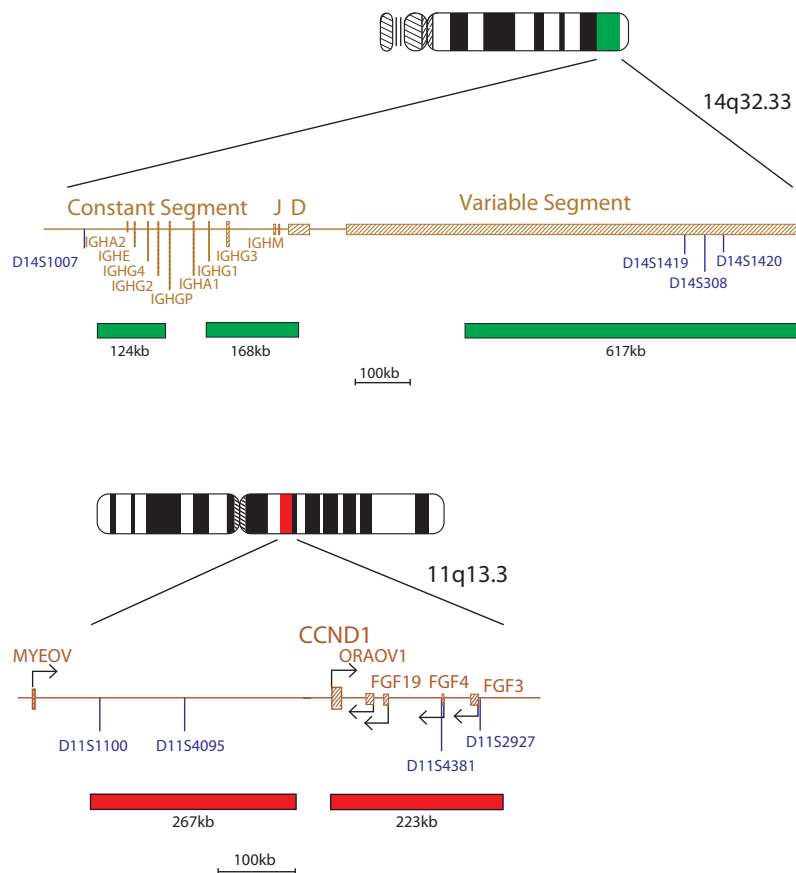 14q32.33
Constant Segment J D Variable Segment
IGHA2
IGHE
IGHG4
IGHG2
IGHGP
IGHA1
IGHG1
IGHG3
IGHM
D14S1007
D14S1419
D14S308
D14S1420
124kb
168kb
617kb
100kb
11q13.3
CCND1
MYEOV
ORAOV1
FGF19
FGF4
FGF3
D11S1100
D11S4095
D11S4381
D11S2927
267kb
223kb
100kb